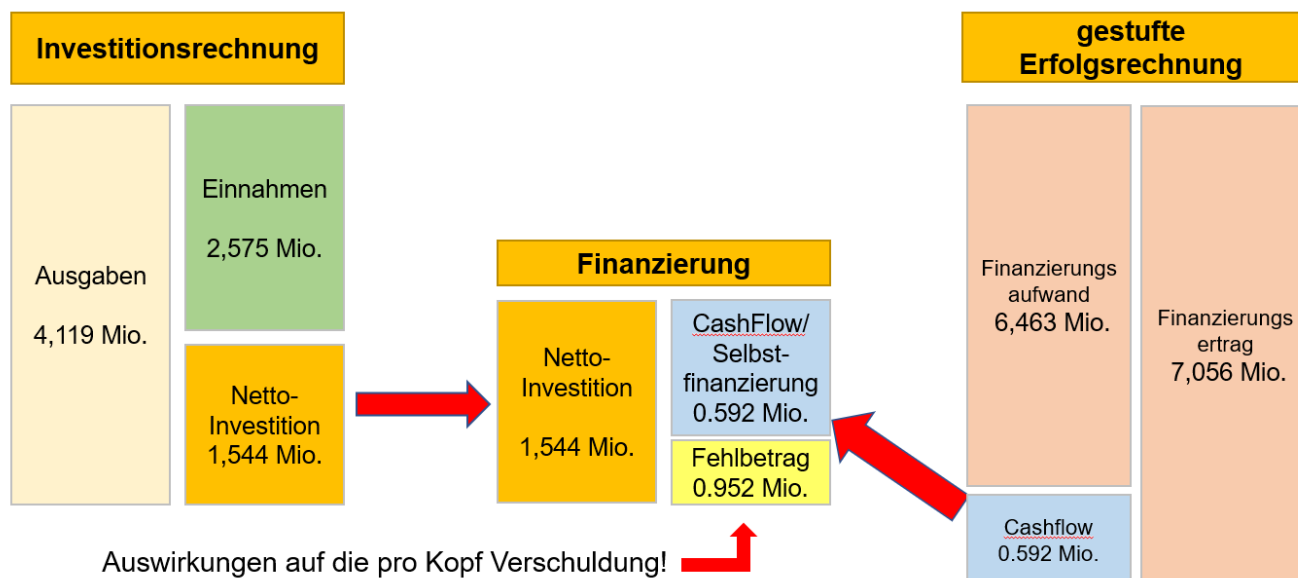 Investitionsrechnung
Ausgaben
4,119 Mio.
Einnahmen
2,575 Mio.
Netto-
Investition
1,544 Mio.
Finanzierung
Netto-
Investition
1,544 Mio.
CashFlow/
Selbst-
finanzierung
0.592 Mio.
Fehlbetrag
0.952 Mio.
Auswirkungen auf die pro Kopf Verschuldung!
gestufte
Erfolgsrechnung
Finanzierungs
aufwand
6,463 Mio.
Cashflow
0.592 Mio.
Finanzierungs
ertrag
7,056 Mio.